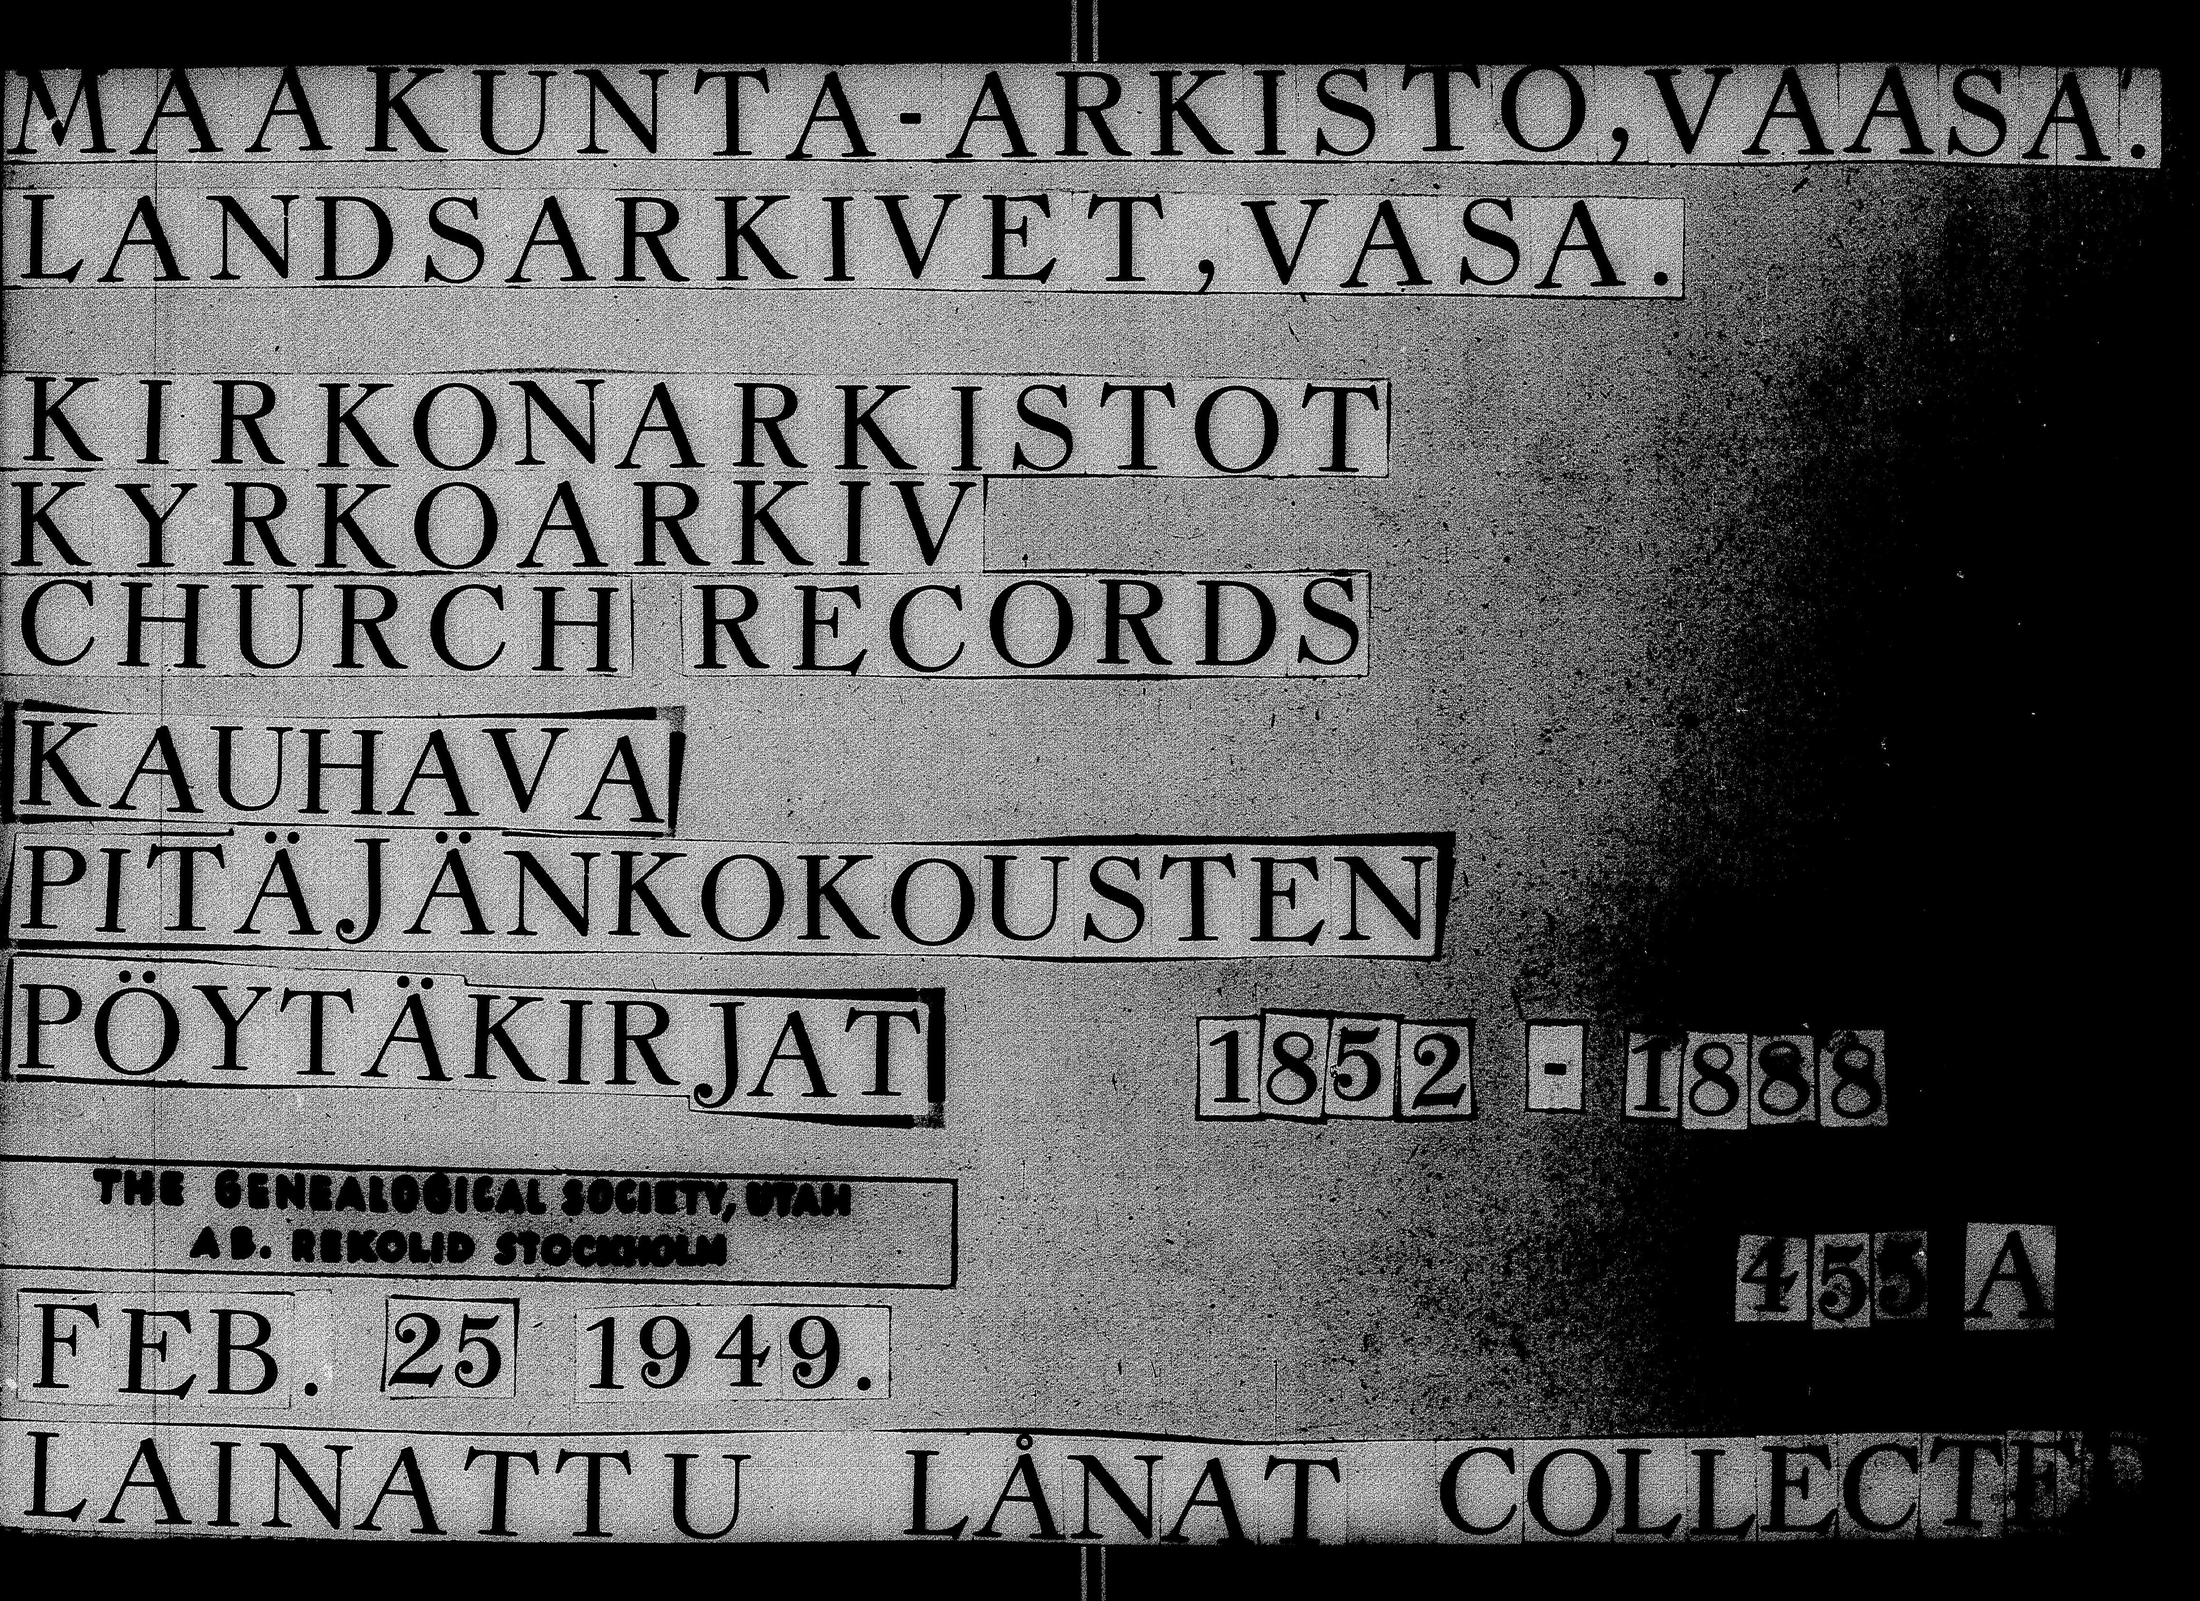 MAAKUNTA-ARKISTO, VAASA.
LANDSARKIVET, VASA.
KIRKONARKISTOT
KYRKOARKIV
CHURCH RECORDS
KAUHAVA
PITÄJÄNKOKOUSTEN
PÖYTÄKIRJAT 1852 - 1888
THE GENEALOGICAL SOCIETY, UTAH
AB. REKOLID STOCKHOLM
455 A
FEB. 25 1949.
LAINATTU LÅNAT COLLECTED